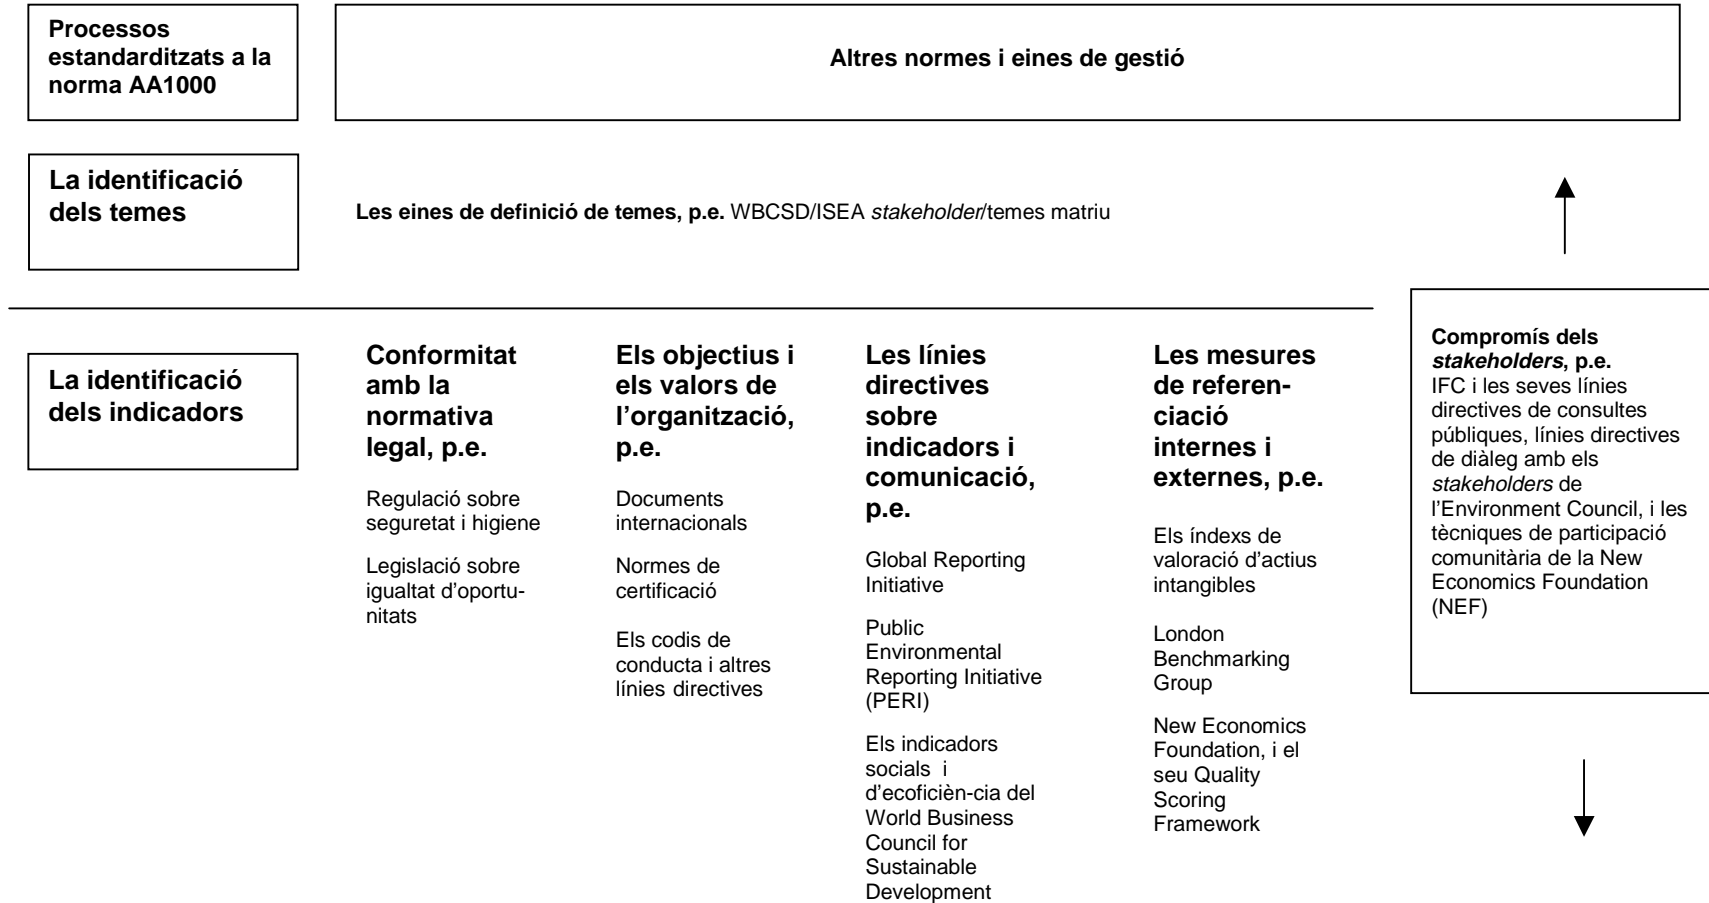 Processos
estandarditzats a la
norma AA1000
Altres normes i eines de gestió
La identificació
dels temes
Les eines de definició de temes, p.e. WBCSD/ISEA stakeholder/temes matriu
La identificació
dels indicadors
Conformitat
amb la
normativa
legal, p.e.
Regulació sobre
seguretat i higiene
Legislació sobre
igualtat d’oportu-
nitats
Els objectius i
els valors de
l’organització,
p.e.
Documents
internacionals
Normes de
certificació
Els codis de
conducta i altres
línies directives
Les línies
directives
sobre
indicadors i
comunicació,
p.e.
Global Reporting
Initiative
Public
Environmental
Reporting Initiative
(PERI)
Els indicadors
socials i
d’ecoficièn-cia del
World Business
Council for
Sustainable
Development
Les mesures
de referen-
ciació
internes i
externes, p.e.
Els índexs de
valoració d’actius
intangibles
London
Benchmarking
Group
New Economics
Foundation, i el
seu Quality
Scoring
Framework
Compromís dels
stakeholders, p.e.
IFC i les seves línies
directives de consultes
públiques, línies directives
de diàleg amb els
stakeholders de
l’Environment Council, i les
tècniques de participació
comunitària de la New
Economics Foundation
(NEF)